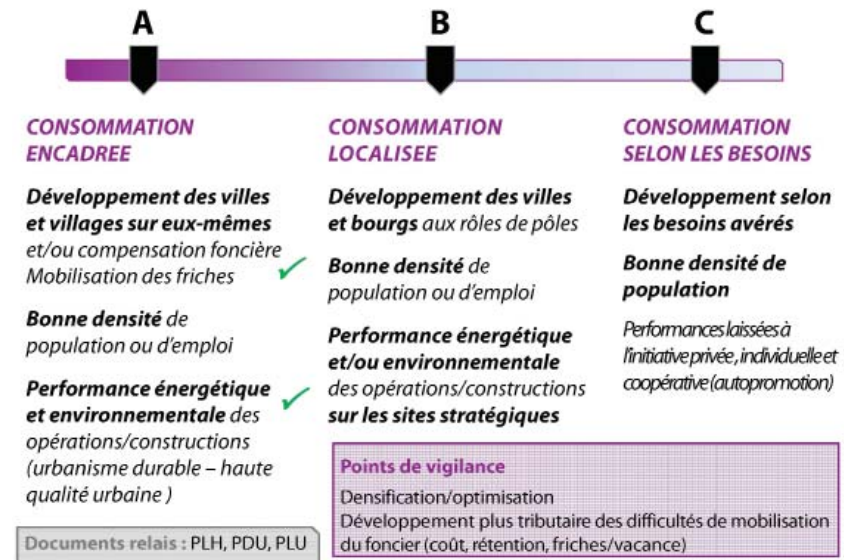 A
B
C
CONSOMMATION
ENCADREE
Développement des villes
et villages sur eux-mêmes
et/ou compensation foncière
Mobilisation des friches
Bonne densité de
population ou d'emploi
Performance énergétique
et environnementale des
opérations/constructions
(urbanisme durable – haute
qualité urbaine )
Documents relais : PLH, PDU, PLU
CONSOMMATION
LOCALISEE
Développement des villes
et bourgs aux rôles de pôles
Bonne densité de
population ou d'emploi
Performance énergétique
et/ou environnementale
des opérations/constructions
sur les sites stratégiques
CONSOMMATION
SELON LES BESOINS
Développement selon
les besoins avérés
Bonne densité de
population
Performances laissées à
l'initiative privée, individuelle et
coopérative (autopromotion)
Points de vigilance
Densification/optimisation
Développement plus tributaire des difficultés de mobilisation
du foncier (coût, rétention, friches/vacance)